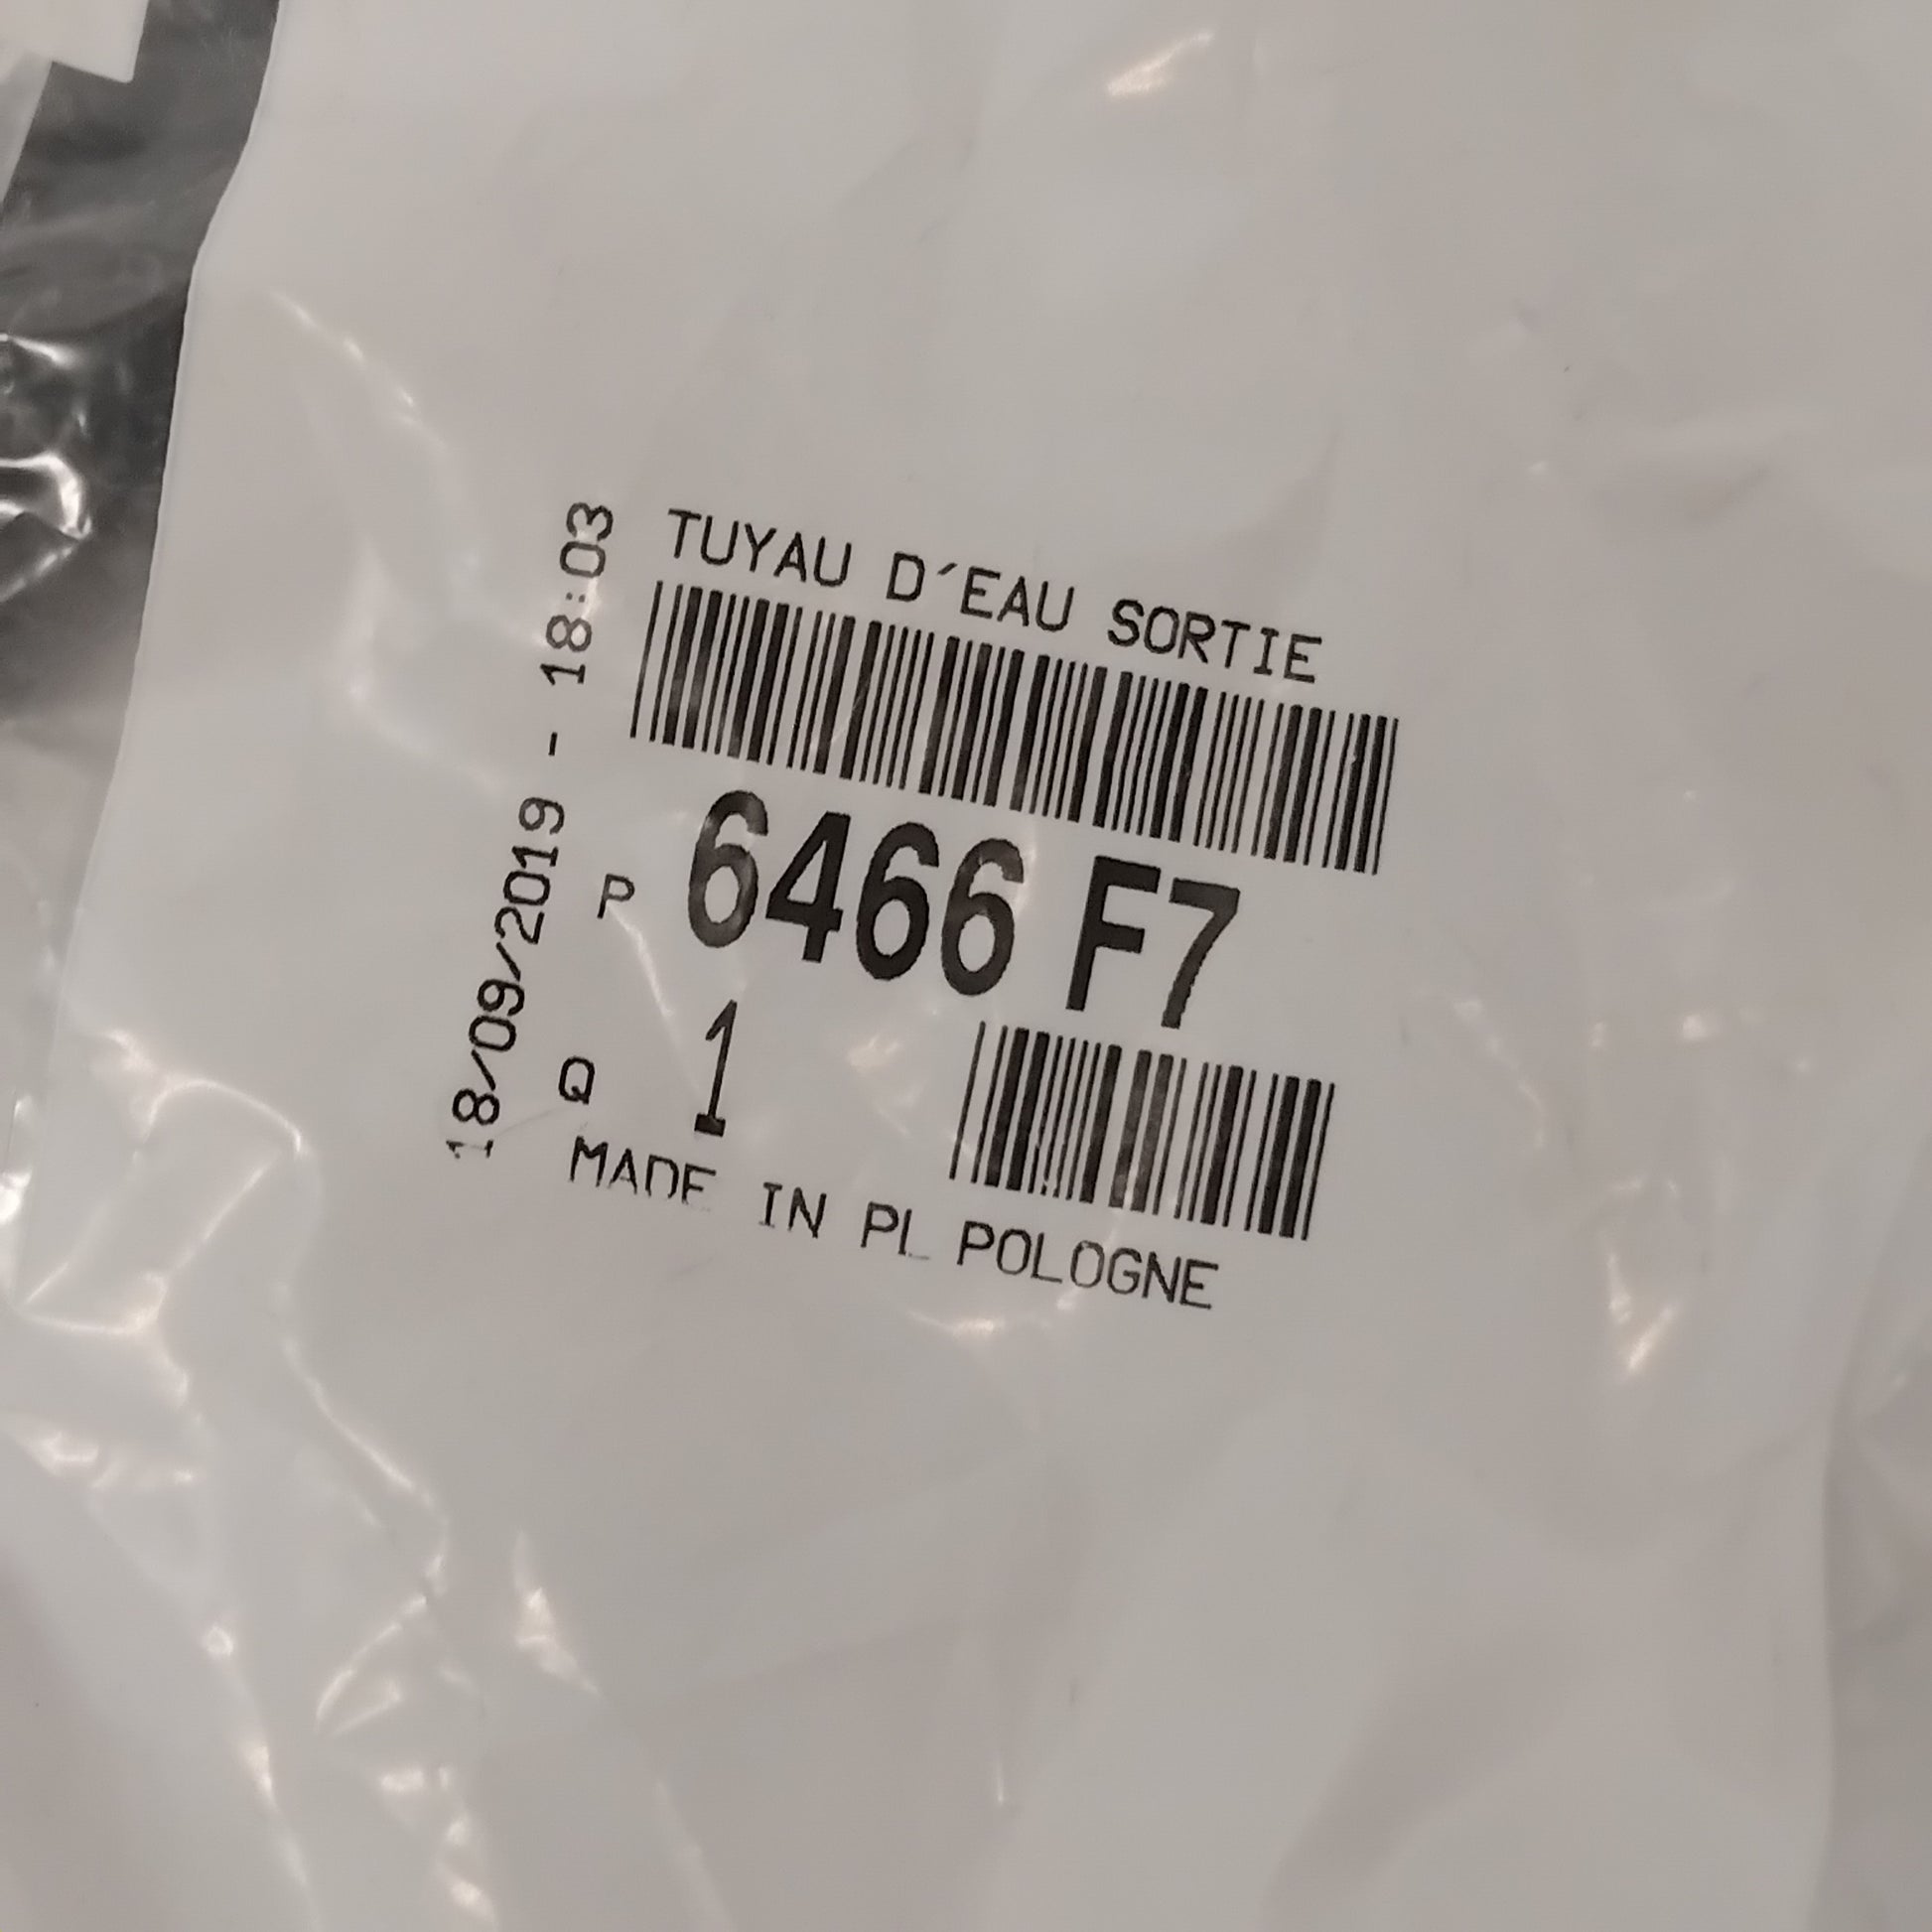 TUYAU D´EAU SORTIE
P 6466 F7
Q 1
MADE IN PL POLOGNE
18/09/2019 - 18:03